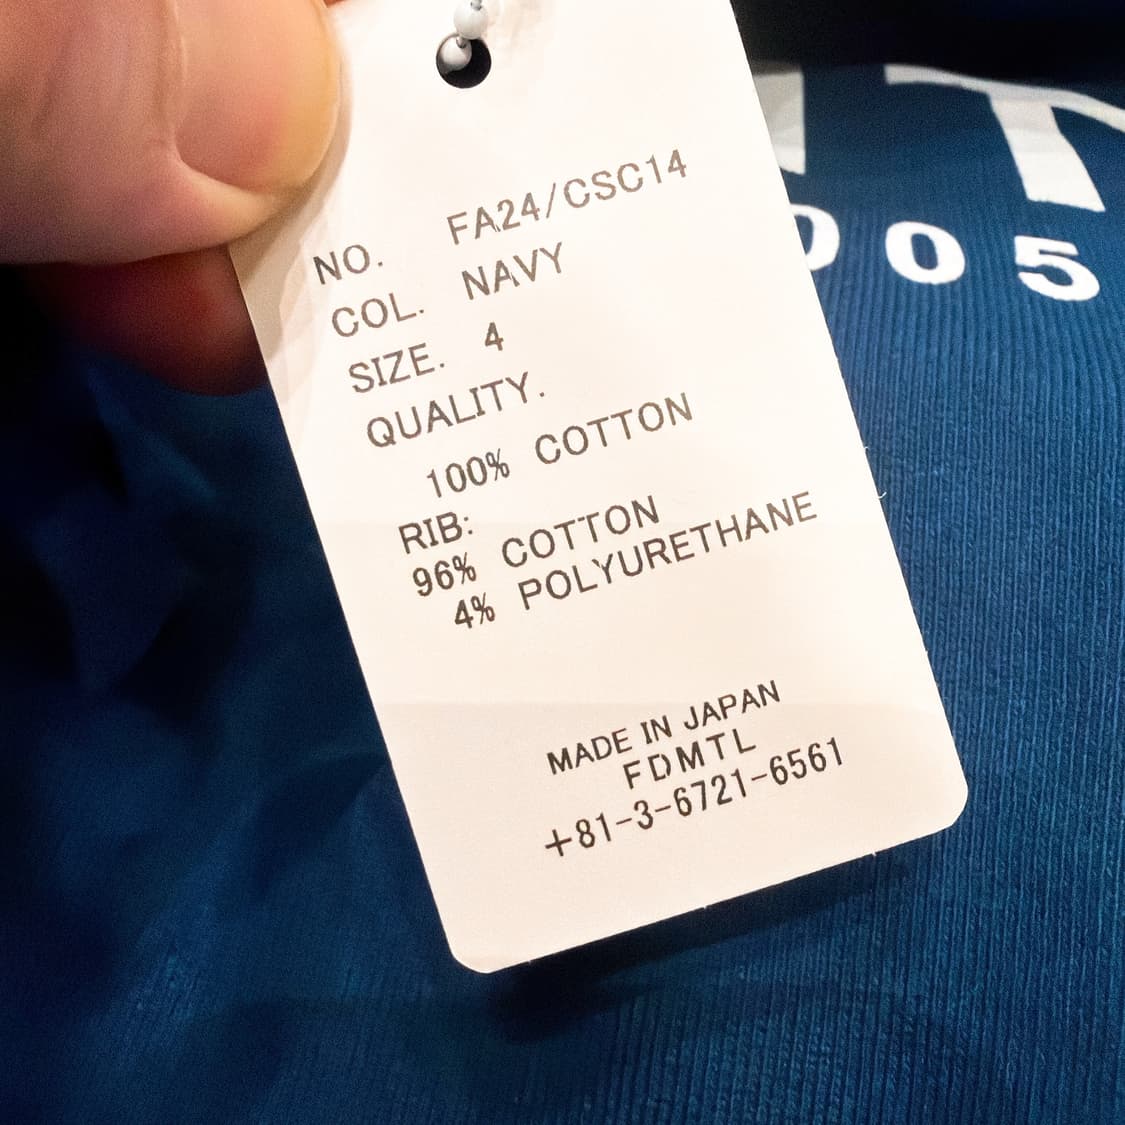 NO. FA24/CSC14
COL. NAVY
SIZE. 4
QUALITY.
100% COTTON
RIB:
96% COTTON
4% POLYURETHANE
MADE IN JAPAN
FDMTL
+81-3-6721-6561
TL
005